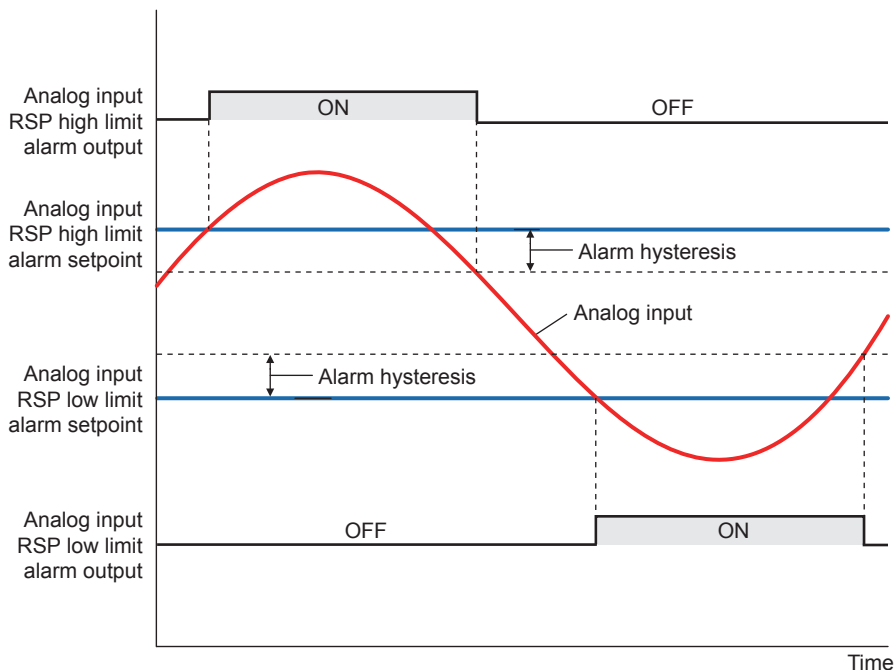 Analog input
RSP high limit
alarm output
ON
OFF
Analog input
RSP high limit
alarm setpoint
Alarm hysteresis
Analog input
Alarm hysteresis
Analog input
RSP low limit
alarm setpoint
Analog input
RSP low limit
alarm output
OFF
ON
Time